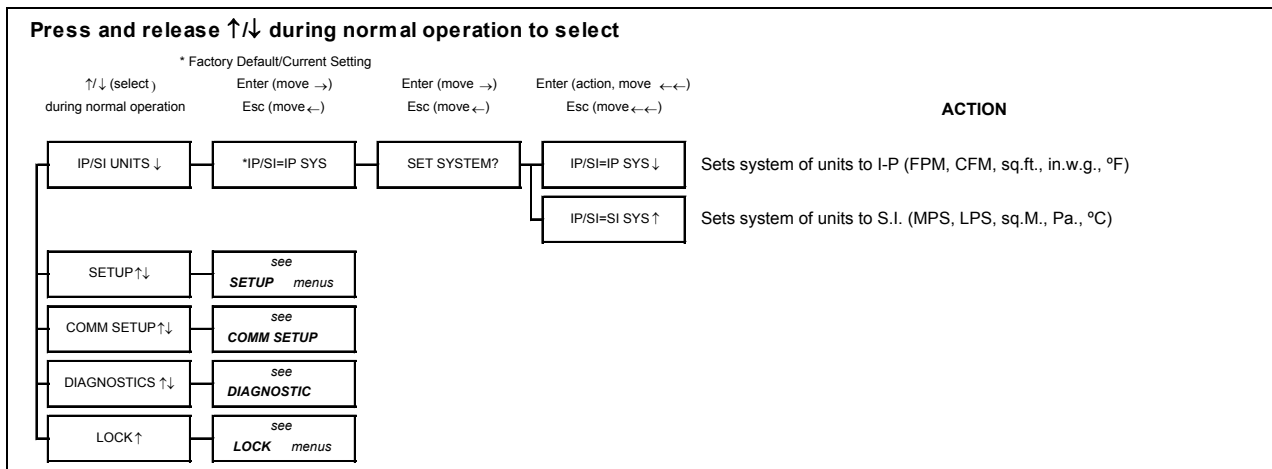 Press and release ↑/↓ during normal operation to select
* Factory Default/Current Setting
↑/↓ (select) Enter (move →) Enter (move →) Enter (action, move ←←)
during normal operation Esc (move←) Esc (move←) Esc (move←←) ACTION
IP/SI UNITS ↓ *IP/SI=IP SYS SET SYSTEM? IP/SI=IP SYS↓ Sets system of units to I-P (FPM, CFM, sq.ft., in.w.g., ºF)
IP/SI=SI SYS↑ Sets system of units to S.I. (MPS, LPS, sq.M., Pa., ºC)
SETUP↑↓ see
SETUP menus
COMM SETUP↑↓ see
COMM SETUP
DIAGNOSTICS ↑↓ see
DIAGNOSTIC
LOCK↑ see
LOCK menus